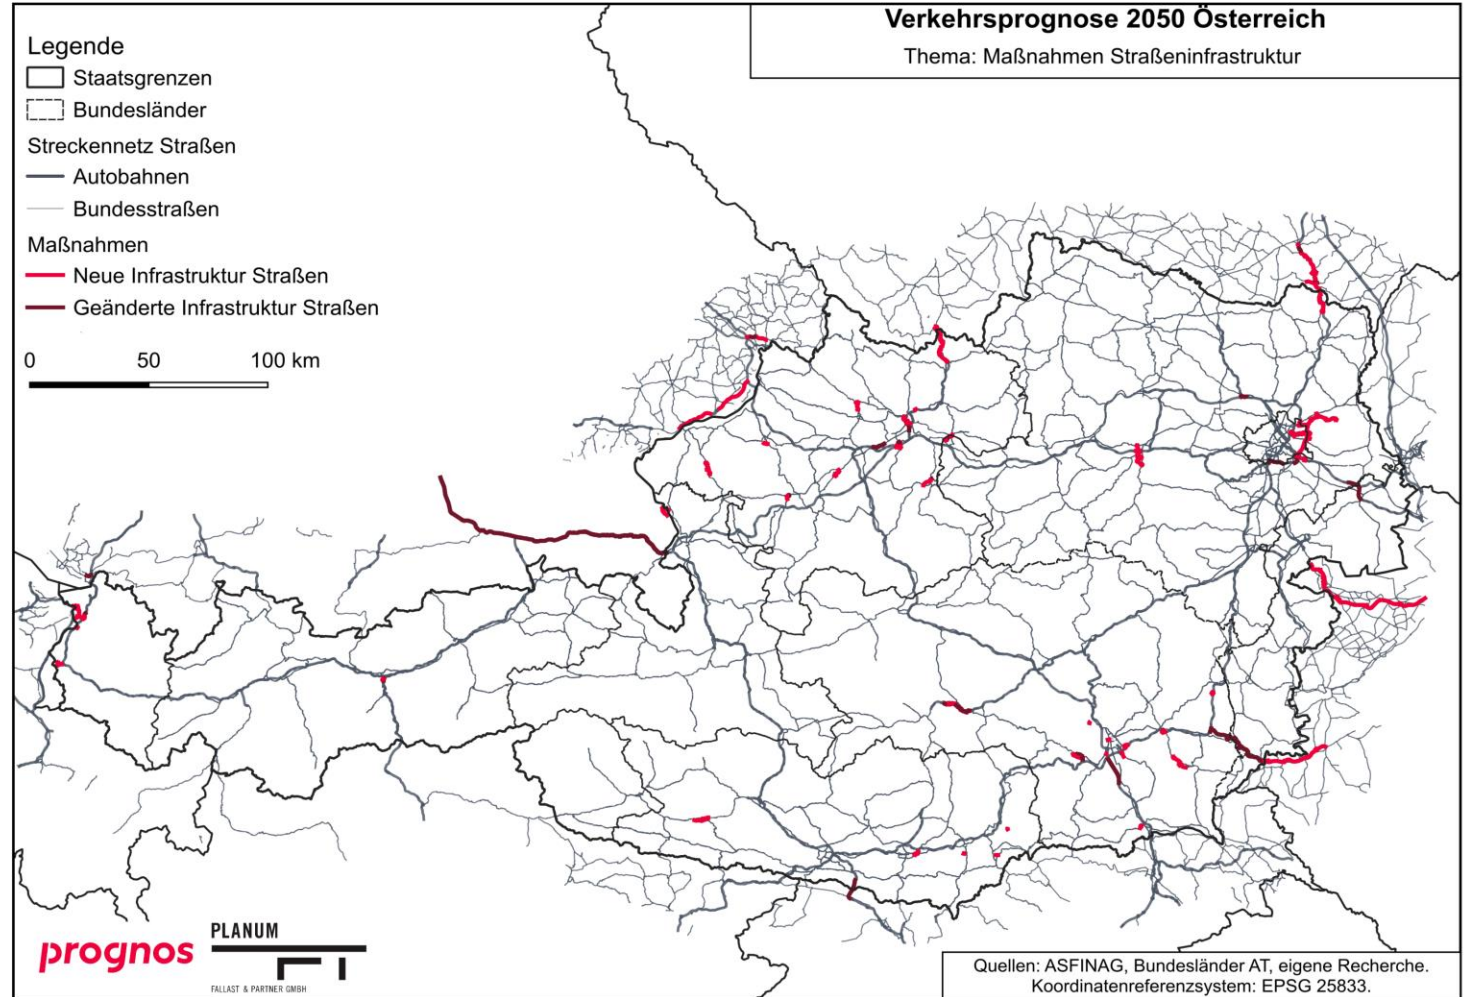 Verkehrsprognose 2050 Österreich
Thema: Maßnahmen Straßeninfrastruktur
Legende
Staatsgrenzen
Bundesländer
Streckennetz Straßen
Autobahnen
Bundesstraßen
Maßnahmen
Neue Infrastruktur Straßen
Geänderte Infrastruktur Straßen
0 50 100 km
prognos
PLANUM
FALLAST & PARTNER GMBH
Quellen: ASFINAG, Bundesländer AT, eigene Recherche.
Koordinatenreferenzsystem: EPSG 25833.